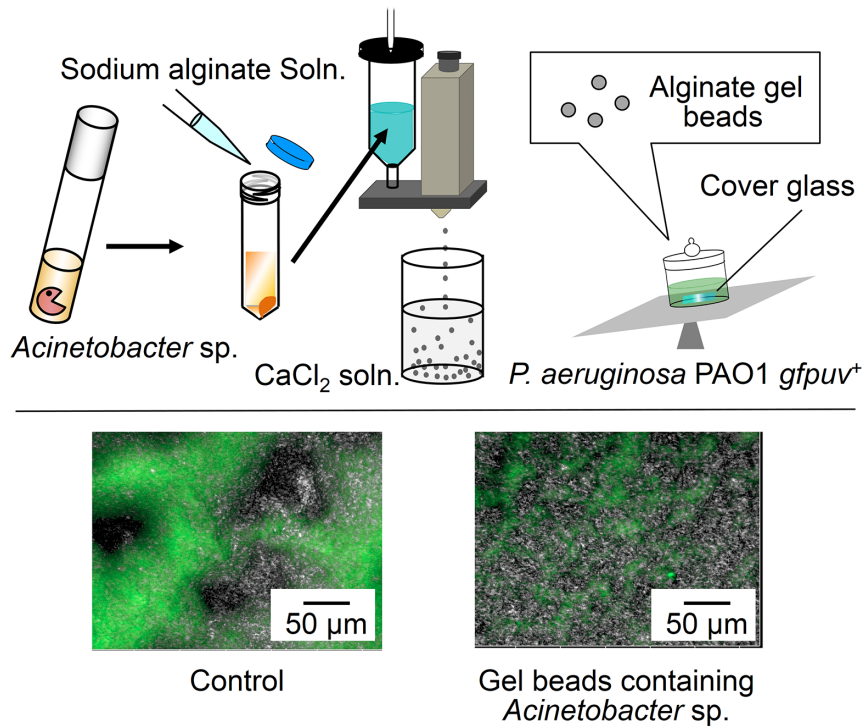 Sodium alginate Soln.
Alginate gel
beads
Cover glass
Acinetobacter sp.
CaCl₂ soln.
P. aeruginosa PAO1 gfpuv⁺
50 μm
50 μm
Control
Gel beads containing
Acinetobacter sp.